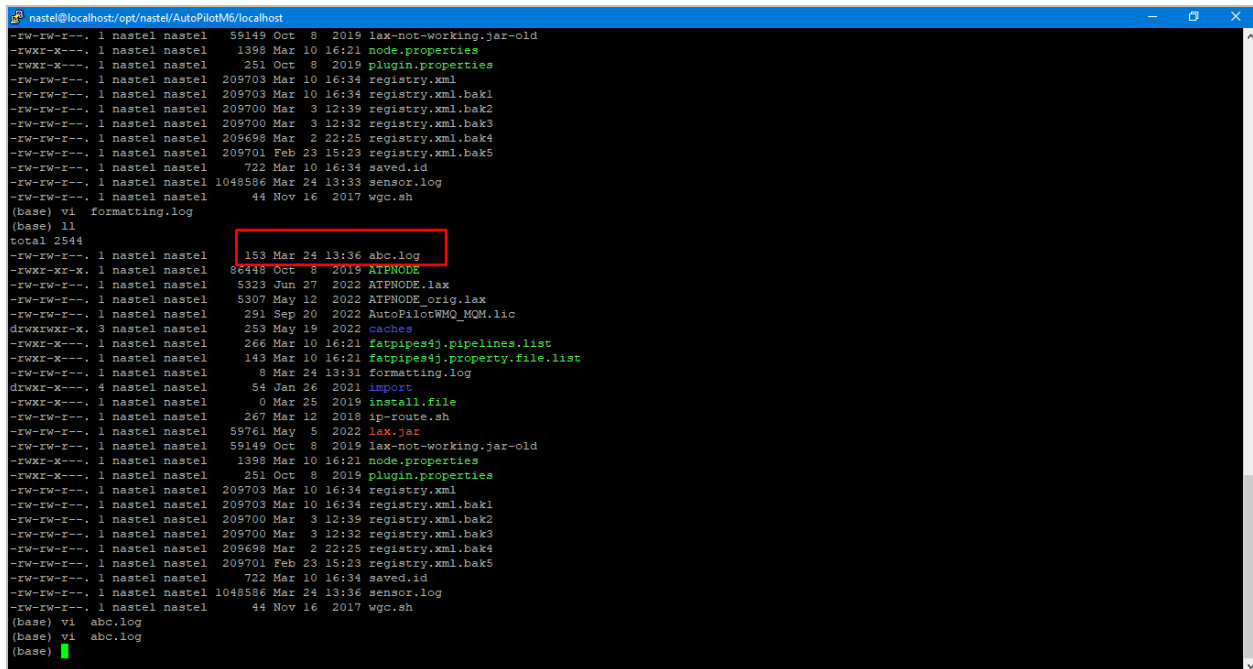 nastel@localhost:/opt/nastel/AutoPilotM6/localhost
-rw-rw-r--. 1 nastel nastel 59149 Oct 8 2019 lax-not-working.jar-old
-rwxr-x---. 1 nastel nastel 1398 Mar 10 16:21 node.properties
-rwxr-x---. 1 nastel nastel 251 Oct 8 2019 plugin.properties
-rw-rw-r--. 1 nastel nastel 209703 Mar 10 16:34 registry.xml
-rw-rw-r--. 1 nastel nastel 209703 Mar 10 16:34 registry.xml.bak1
-rw-rw-r--. 1 nastel nastel 209700 Mar 3 12:39 registry.xml.bak2
-rw-rw-r--. 1 nastel nastel 209700 Mar 3 12:32 registry.xml.bak3
-rw-rw-r--. 1 nastel nastel 209698 Mar 2 22:25 registry.xml.bak4
-rw-rw-r--. 1 nastel nastel 209701 Feb 23 15:23 registry.xml.bak5
-rw-rw-r--. 1 nastel nastel 722 Mar 10 16:34 saved.id
-rw-rw-r--. 1 nastel nastel 1048586 Mar 24 13:33 sensor.log
-rw-rw-r--. 1 nastel nastel 44 Nov 16 2017 wgc.sh
(base) vi formatting.log
(base) ll
total 2544
-rw-rw-r--. 1 nastel nastel 153 Mar 24 13:36 abc.log
-rwxr-xr-x. 1 nastel nastel 86448 Oct 8 2019 ATPNODE
-rw-rw-r--. 1 nastel nastel 5323 Jun 27 2022 ATPNODE.lax
-rw-rw-r--. 1 nastel nastel 5307 May 12 2022 ATPNODE_orig.lax
-rw-rw-r--. 1 nastel nastel 291 Sep 20 2022 AutoPilotWMQ_MQM.lic
drwxrwxr-x. 3 nastel nastel 253 May 19 2022 caches
-rwxr-x---. 1 nastel nastel 266 Mar 10 16:21 fatpipes4j.pipelines.list
-rwxr-x---. 1 nastel nastel 143 Mar 10 16:21 fatpipes4j.property.file.list
-rw-rw-r--. 1 nastel nastel 8 Mar 24 13:31 formatting.log
drwxr-x---. 4 nastel nastel 54 Jan 26 2021 import
-rwxr-x---. 1 nastel nastel 0 Mar 25 2019 install.file
-rw-rw-r--. 1 nastel nastel 267 Mar 12 2018 ip-route.sh
-rw-rw-r--. 1 nastel nastel 59761 May 5 2022 lax.jar
-rw-rw-r--. 1 nastel nastel 59149 Oct 8 2019 lax-not-working.jar-old
-rwxr-x---. 1 nastel nastel 1398 Mar 10 16:21 node.properties
-rwxr-x---. 1 nastel nastel 251 Oct 8 2019 plugin.properties
-rw-rw-r--. 1 nastel nastel 209703 Mar 10 16:34 registry.xml
-rw-rw-r--. 1 nastel nastel 209703 Mar 10 16:34 registry.xml.bak1
-rw-rw-r--. 1 nastel nastel 209700 Mar 3 12:39 registry.xml.bak2
-rw-rw-r--. 1 nastel nastel 209700 Mar 3 12:32 registry.xml.bak3
-rw-rw-r--. 1 nastel nastel 209698 Mar 2 22:25 registry.xml.bak4
-rw-rw-r--. 1 nastel nastel 209701 Feb 23 15:23 registry.xml.bak5
-rw-rw-r--. 1 nastel nastel 722 Mar 10 16:34 saved.id
-rw-rw-r--. 1 nastel nastel 1048586 Mar 24 13:36 sensor.log
-rw-rw-r--. 1 nastel nastel 44 Nov 16 2017 wgc.sh
(base) vi abc.log
(base) vi abc.log
(base)